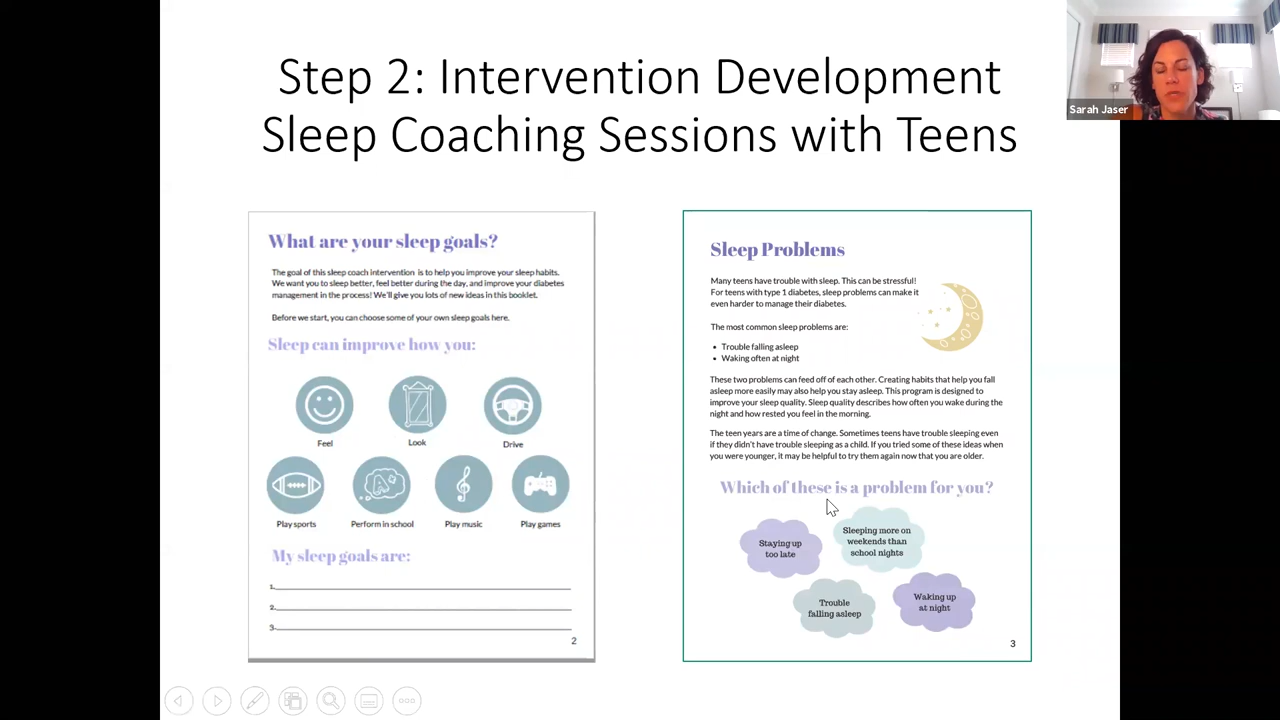 Step 2: Intervention Development
Sleep Coaching Sessions with Teens
Sarah Jaser
What are your sleep goals?
The goal of this sleep coach intervention is to help you improve your sleep habits.
We want you to sleep better, feel better during the day, and improve your diabetes
management in the process! We'll give you lots of new ideas in this booklet.
Before we start, you can choose some of your own sleep goals here.
Sleep can improve how you:
Feel
Look
Drive
A+
Play sports
Perform in school
Play music
Play games
My sleep goals are:
1.
2.
3.
2
Sleep Problems
Many teens have trouble with sleep. This can be stressful!
For teens with type 1 diabetes, sleep problems can make it
even harder to manage their diabetes.
The most common sleep problems are:
• Trouble falling asleep
• Waking often at night
These two problems can feed off of each other. Creating habits that help you fall
asleep more easily may also help you stay asleep. This program is designed to
improve your sleep quality. Sleep quality describes how often you wake during the
night and how rested you feel in the morning.
The teen years are a time of change. Sometimes teens have trouble sleeping even
if they didn't have trouble sleeping as a child. If you tried some of these ideas when
you were younger, it may be helpful to try them again now that you are older.
Which of these is a problem for you?
Staying up
too late
Sleeping more on
weekends than
school nights
Trouble
falling asleep
Waking up
at night
3